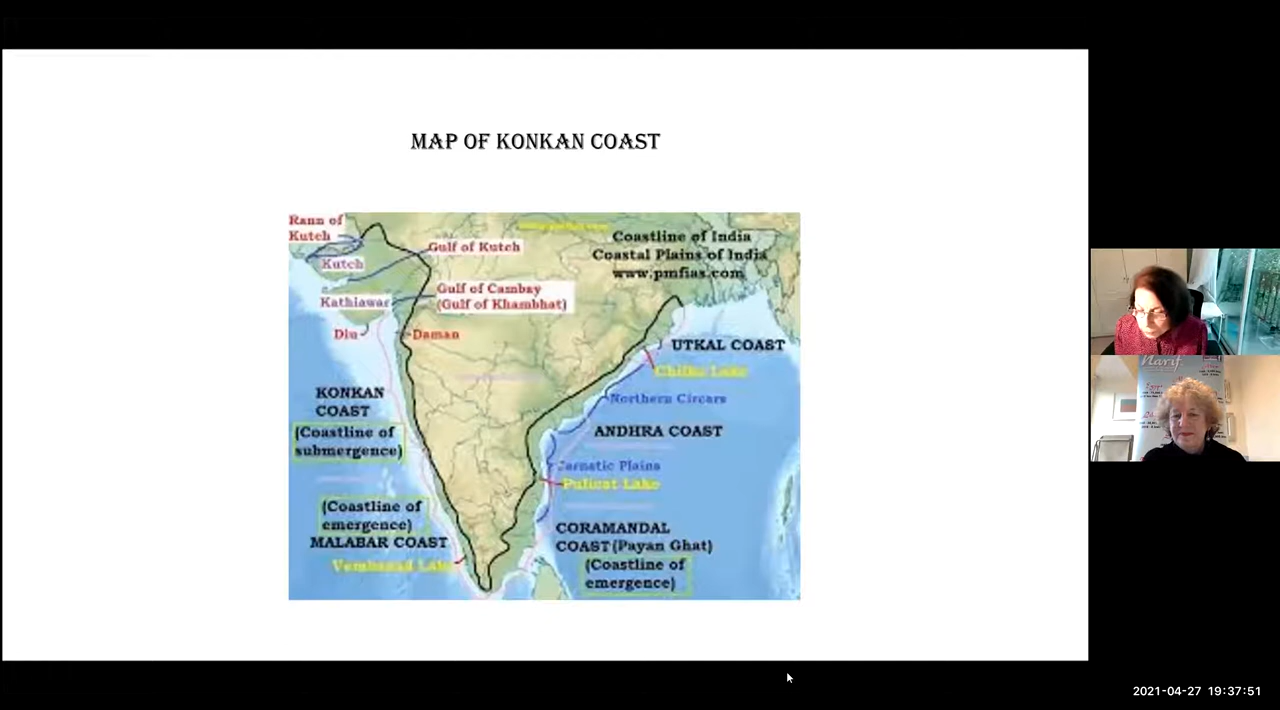 MAP OF KONKAN COAST
Rann of
Kutch
Gulf of Kutch
Kutch
Coastline of India
Coastal Plains of India
www.pmfias.com
Gulf of Cambay
(Gulf of Khambhat)
Kathiawar
Diu
Daman
UTKAL COAST
Chilka Lake
KONKAN
COAST
(Coastline of
submergence)
Northern Circars
ANDHRA COAST
Carnatic Plains
Pulicat Lake
(Coastline of
emergence)
MALABAR COAST
Vembanad Lake
CORAMANDAL
COAST (Payan Ghat)
(Coastline of
emergence)
Harif
2021-04-27 19:37:51